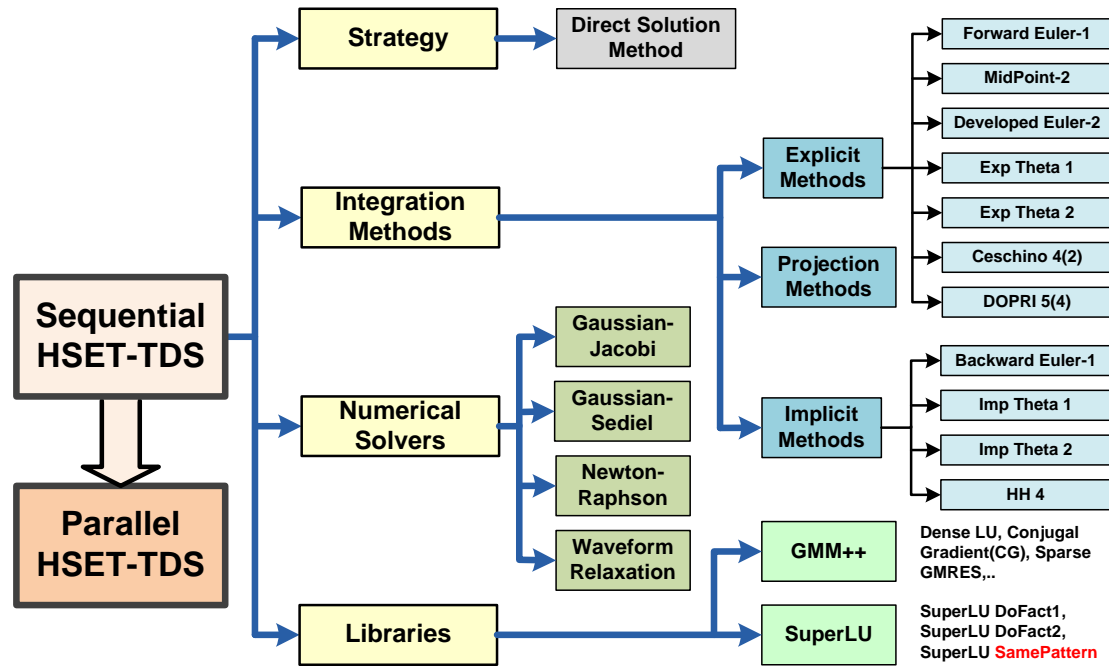 Sequential
HSET-TDS
Parallel
HSET-TDS
Strategy
Direct Solution
Method
Integration
Methods
Explicit
Methods
Forward Euler-1
MidPoint-2
Developed Euler-2
Exp Theta 1
Exp Theta 2
Ceschino 4(2)
DOPRI 5(4)
Projection
Methods
Implicit
Methods
Backward Euler-1
Imp Theta 1
Imp Theta 2
HH 4
Numerical
Solvers
Gaussian-
Jacobi
Gaussian-
Sediel
Newton-
Raphson
Waveform
Relaxation
Libraries
GMM++
Dense LU, Conjugal
Gradient(CG), Sparse
GMRES,..
SuperLU
SuperLU DoFact1,
SuperLU DoFact2,
SuperLU SamePattern